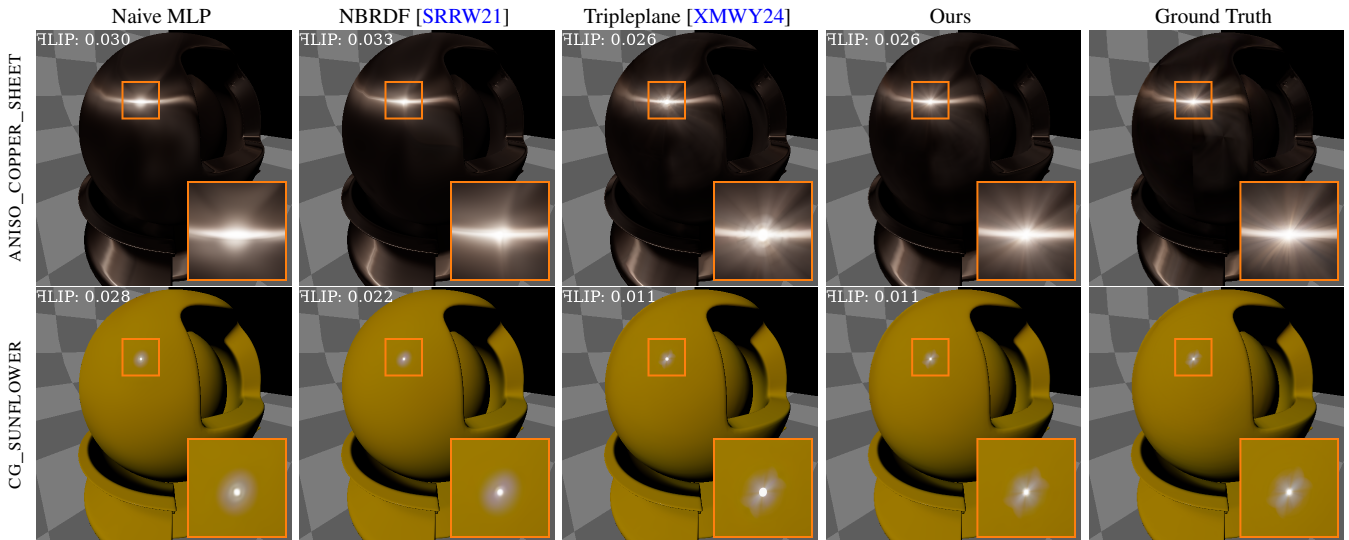 Naive MLP
NBRDF [SRRW21]
Tripleplane [XMWY24]
Ours
Ground Truth
ANISO_COPPER_SHEET
ꟻLIP: 0.030
ꟻLIP: 0.033
ꟻLIP: 0.026
ꟻLIP: 0.026
CG_SUNFLOWER
ꟻLIP: 0.028
ꟻLIP: 0.022
ꟻLIP: 0.011
ꟻLIP: 0.011